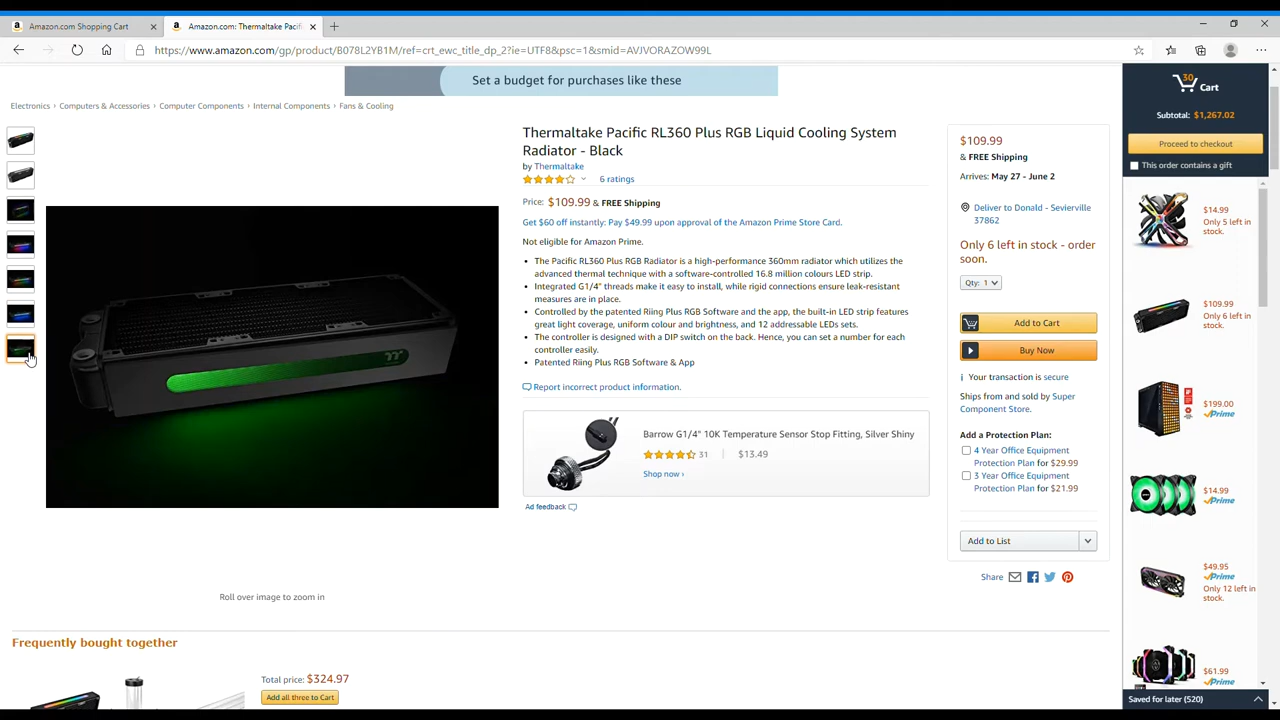 Amazon.com Shopping Cart
Amazon.com: Thermaltake Pacifi
https://www.amazon.com/gp/product/B078L2YB1M/ref=crt_ewc_title_dp_2?ie=UTF8&psc=1&smid=AVJVORAZOW99L
Set a budget for purchases like these
Electronics › Computers & Accessories › Computer Components › Internal Components › Fans & Cooling
Thermaltake Pacific RL360 Plus RGB Liquid Cooling System
Radiator - Black
by Thermaltake
6 ratings
Price: $109.99 & FREE Shipping
Get $60 off instantly: Pay $49.99 upon approval of the Amazon Prime Store Card.
Not eligible for Amazon Prime.
• The Pacific RL360 Plus RGB Radiator is a high-performance 360mm radiator which utilizes the
advanced thermal technique with a software-controlled 16.8 million colours LED strip.
• Integrated G1/4" threads make it easy to install, while rigid connections ensure leak-resistant
measures are in place.
• Controlled by the patented Riing Plus RGB Software and the app, the built-in LED strip features
great light coverage, uniform colour and brightness, and 12 addressable LEDs sets.
• The controller is designed with a DIP switch on the back. Hence, you can set a number for each
controller easily.
• Patented Riing Plus RGB Software & App
Report incorrect product information.
Barrow G1/4" 10K Temperature Sensor Stop Fitting, Silver Shiny
31 $13.49
Shop now ›
Ad feedback
Roll over image to zoom in
Frequently bought together
Total price: $324.97
Add all three to Cart
$109.99
& FREE Shipping
Arrives: May 27 - June 2
Deliver to Donald - Sevierville
37862
Only 6 left in stock - order
soon.
Qty: 1
Add to Cart
Buy Now
Your transaction is secure
Ships from and sold by Super
Component Store.
Add a Protection Plan:
4 Year Office Equipment
Protection Plan for $29.99
3 Year Office Equipment
Protection Plan for $21.99
Add to List
Share
30
Cart
Subtotal: $1,267.02
Proceed to checkout
This order contains a gift
$14.99
Only 5 left in
stock.
$109.99
Only 6 left in
stock.
$199.00
Prime
$14.99
Prime
$49.95
Prime
Only 12 left in
stock.
$61.99
Prime
Saved for later (520)